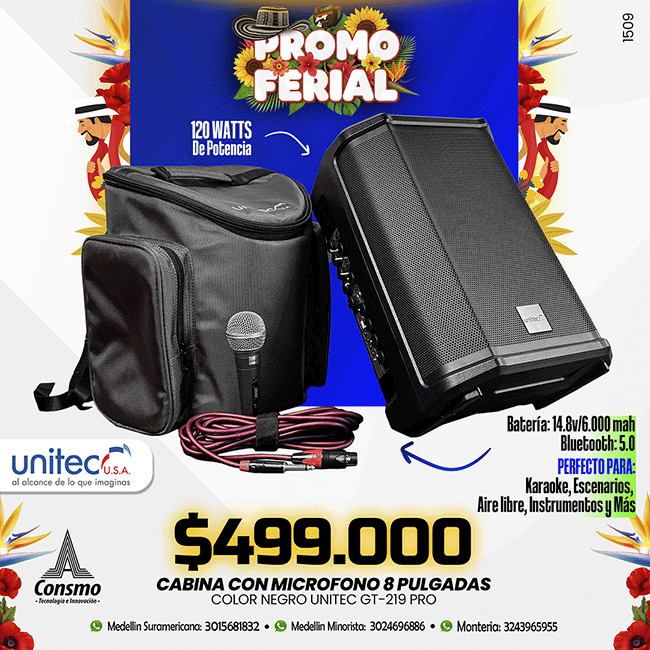 PROMO
FERIAL
1509
120 WATTS
De Potencia
unitec
Batería: 14.8v/6.000 mah
Bluetooth: 5.0
PERFECTO PARA:
Karaoke, Escenarios,
Aire libre, Instrumentos y Más
unitec U.S.A.
al alcance de lo que imaginas
$499.000
Consmo
- Tecnología e Innovación -
CABINA CON MICROFONO 8 PULGADAS
COLOR NEGRO UNITEC GT-219 PRO
Medellin Suramericana: 3015681832 • Medellin Minorista: 3024696886 • Monteria: 3243965955